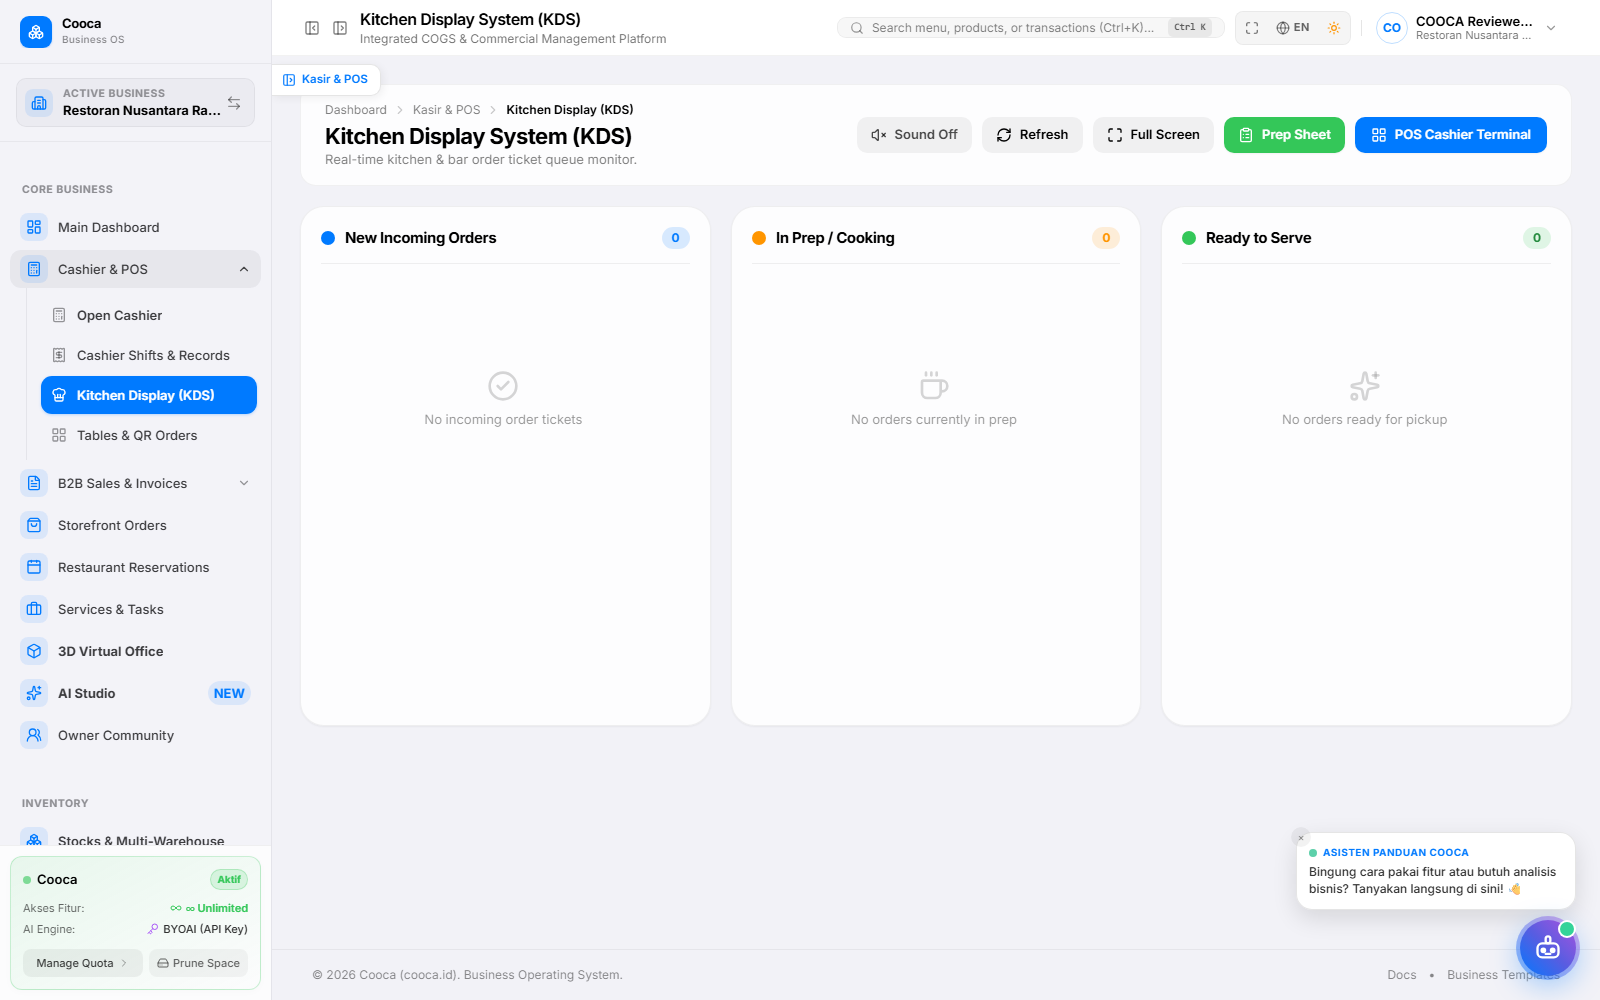 Cooca
Business OS
ACTIVE BUSINESS
Restoran Nusantara Ra...
CORE BUSINESS
Main Dashboard
Cashier & POS
Open Cashier
Cashier Shifts & Records
Kitchen Display (KDS)
Tables & QR Orders
B2B Sales & Invoices
Storefront Orders
Restaurant Reservations
Services & Tasks
3D Virtual Office
AI Studio NEW
Owner Community
INVENTORY
Stocks & Multi-Warehouse
Cooca Aktif
Akses Fitur: ∞ Unlimited
AI Engine: BYOAI (API Key)
Manage Quota Prune Space
Kitchen Display System (KDS)
Integrated COGS & Commercial Management Platform
Search menu, products, or transactions (Ctrl+K)... Ctrl K
EN
CO
COOCA Reviewe...
Restoran Nusantara ...
Kasir & POS
Dashboard > Kasir & POS > Kitchen Display (KDS)
Kitchen Display System (KDS)
Real-time kitchen & bar order ticket queue monitor.
Sound Off Refresh Full Screen Prep Sheet POS Cashier Terminal
New Incoming Orders 0
No incoming order tickets
In Prep / Cooking 0
No orders currently in prep
Ready to Serve 0
No orders ready for pickup
ASISTEN PANDUAN COOCA
Bingung cara pakai fitur atau butuh analisis
bisnis? Tanyakan langsung di sini! 👋
© 2026 Cooca (cooca.id). Business Operating System.
Docs • Business Templates